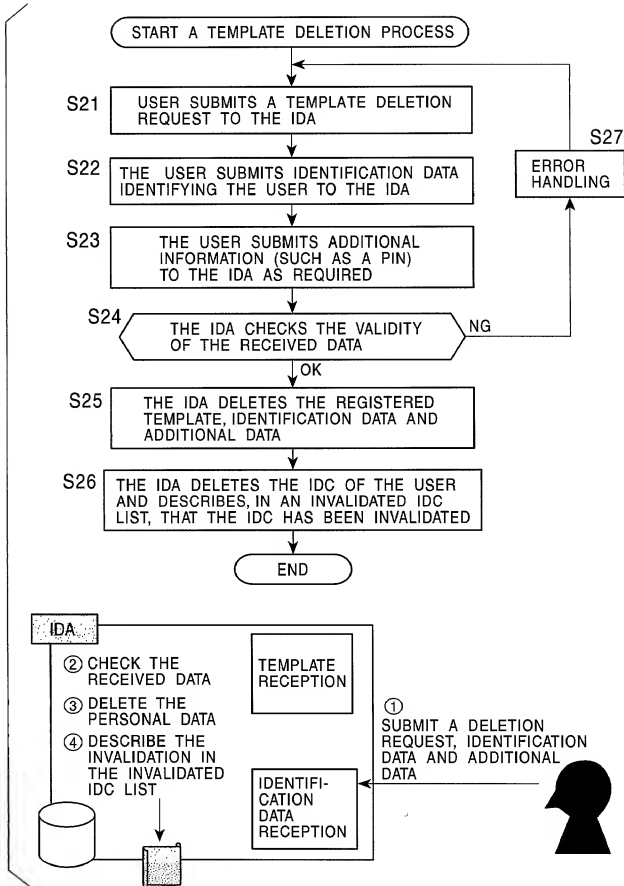 START A TEMPLATE DELETION PROCESS
S21
USER SUBMITS A TEMPLATE DELETION
REQUEST TO THE IDA
S27
ERROR
HANDLING
S22
THE USER SUBMITS IDENTIFICATION DATA
IDENTIFYING THE USER TO THE IDA
S23
THE USER SUBMITS ADDITIONAL
INFORMATION (SUCH AS A PIN)
TO THE IDA AS REQUIRED
S24
THE IDA CHECKS THE VALIDITY
OF THE RECEIVED DATA
NG
OK
S25
THE IDA DELETES THE REGISTERED
TEMPLATE, IDENTIFICATION DATA AND
ADDITIONAL DATA
S26
THE IDA DELETES THE IDC OF THE USER
AND DESCRIBES, IN AN INVALIDATED IDC
LIST, THAT THE IDC HAS BEEN INVALIDATED
END
IDA
② CHECK THE
RECEIVED DATA
③ DELETE THE
PERSONAL DATA
④ DESCRIBE THE
INVALIDATION IN
THE INVALIDATED
IDC LIST
TEMPLATE
RECEPTION
IDENTIFI-
CATION
DATA
RECEPTION
①
SUBMIT A DELETION
REQUEST, IDENTIFICATION
DATA AND ADDITIONAL
DATA